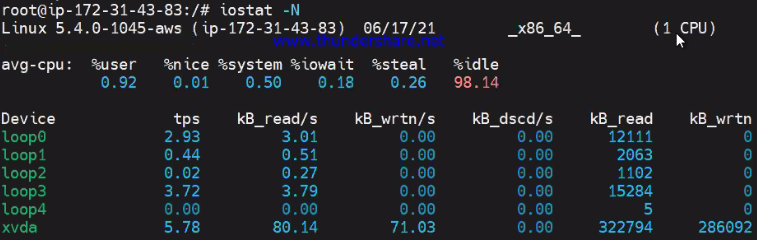 root@ip-172-31-43-83:/# iostat -N
Linux 5.4.0-1045-aws (ip-172-31-43-83) 06/17/21 _x86_64_ (1 CPU)
www.thundershare.net
avg-cpu: %user %nice %system %iowait %steal %idle
0.92 0.01 0.50 0.18 0.26 98.14
Device tps kB_read/s kB_wrtn/s kB_dscd/s kB_read kB_wrtn
loop0 2.93 3.01 0.00 0.00 12111 0
loop1 0.44 0.51 0.00 0.00 2063 0
loop2 0.02 0.27 0.00 0.00 1102 0
loop3 3.72 3.79 0.00 0.00 15284 0
loop4 0.00 0.00 0.00 0.00 5 0
xvda 5.78 80.14 71.03 0.00 322794 286092